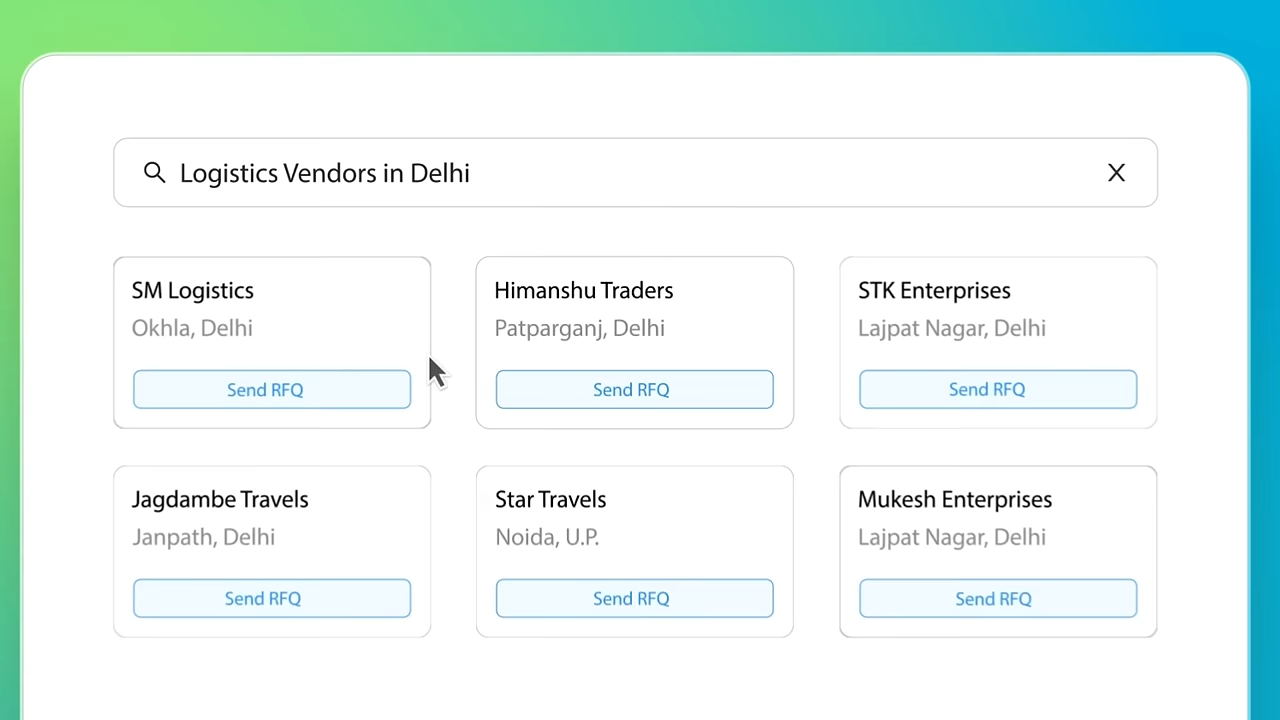 Logistics Vendors in Delhi X
SM Logistics
Okhla, Delhi
Send RFQ
Himanshu Traders
Patparganj, Delhi
Send RFQ
STK Enterprises
Lajpat Nagar, Delhi
Send RFQ
Jagdambe Travels
Janpath, Delhi
Send RFQ
Star Travels
Noida, U.P.
Send RFQ
Mukesh Enterprises
Lajpat Nagar, Delhi
Send RFQ